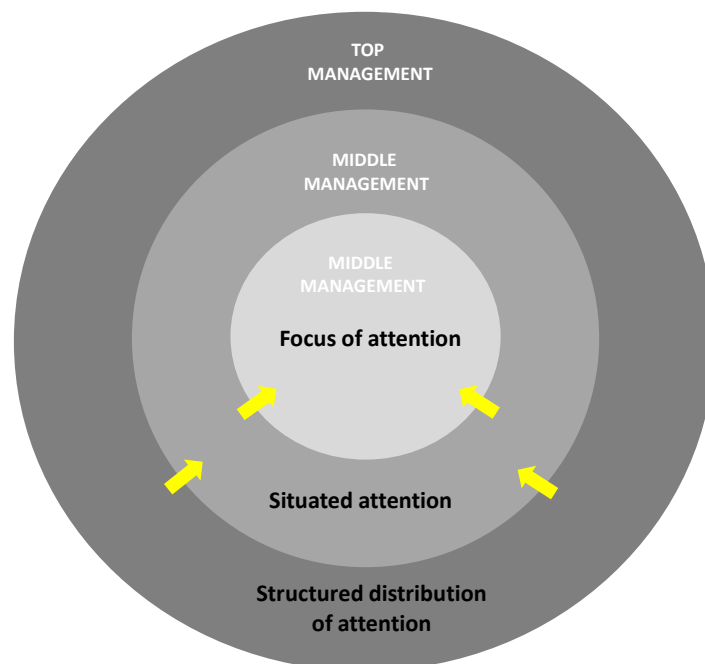 TOP
MANAGEMENT
MIDDLE
MANAGEMENT
MIDDLE
MANAGEMENT
Focus of attention
Situated attention
Structured distribution
of attention